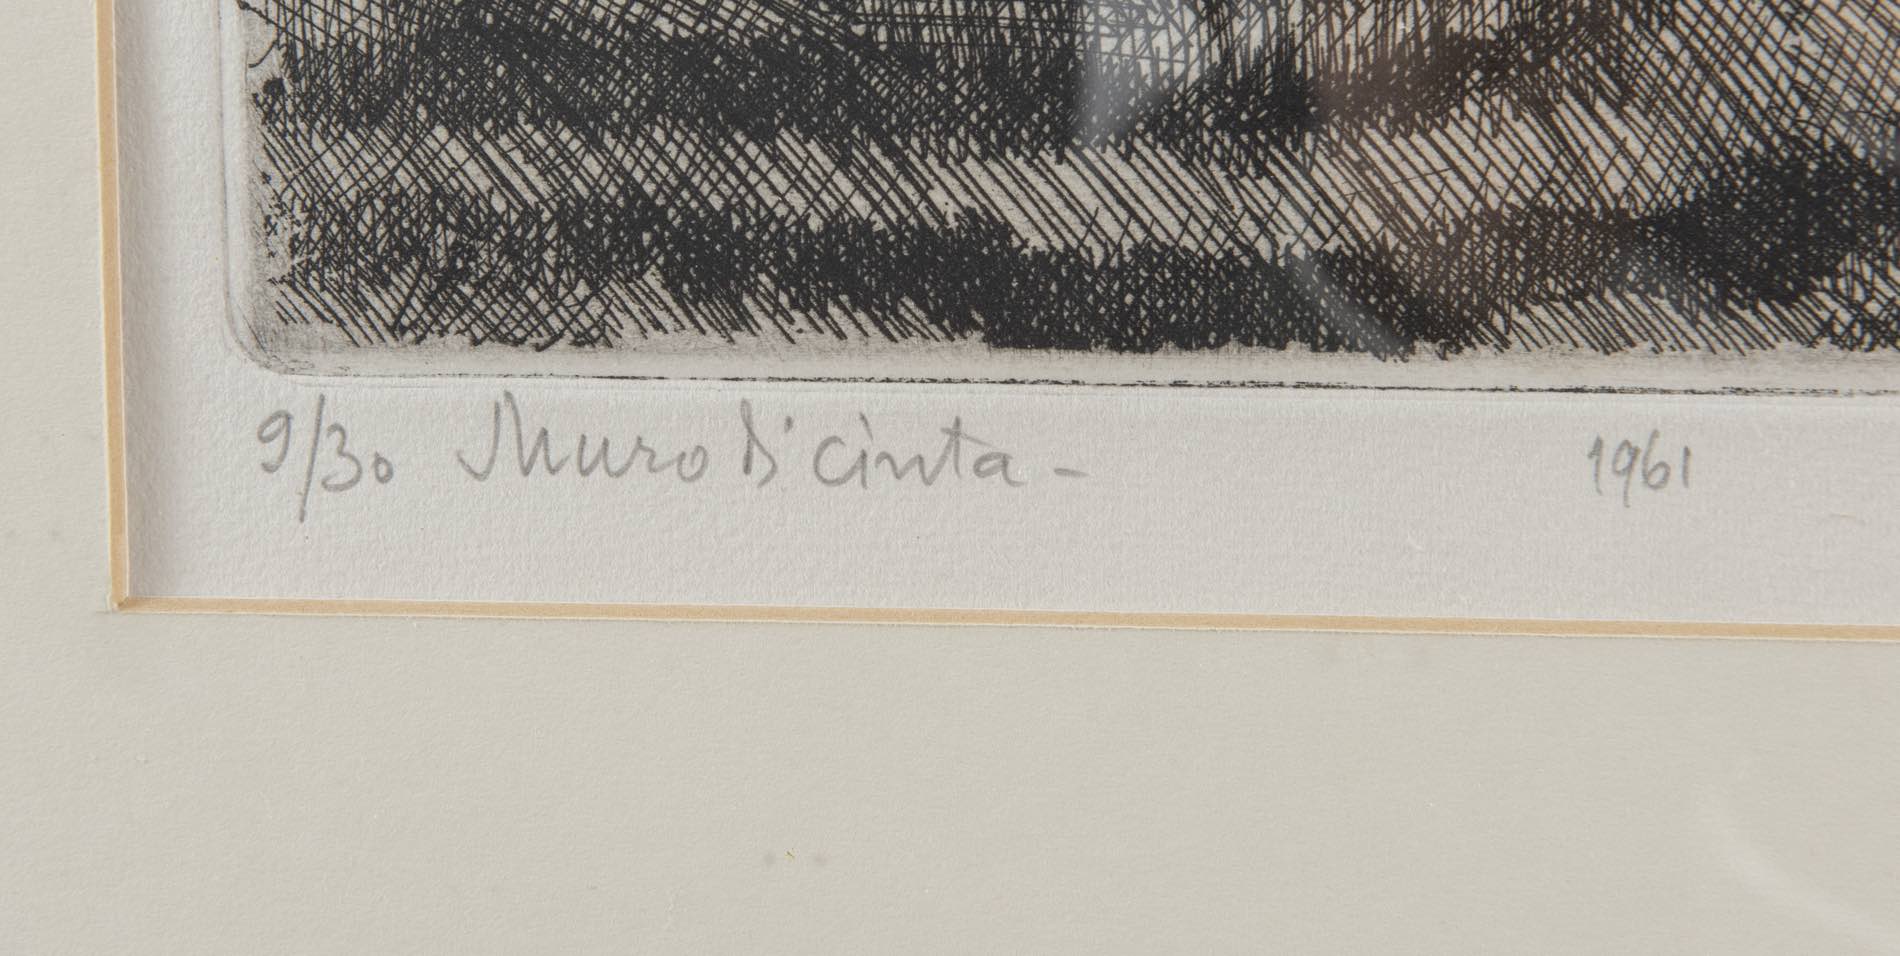 9/30 Muro di cinta - 1961